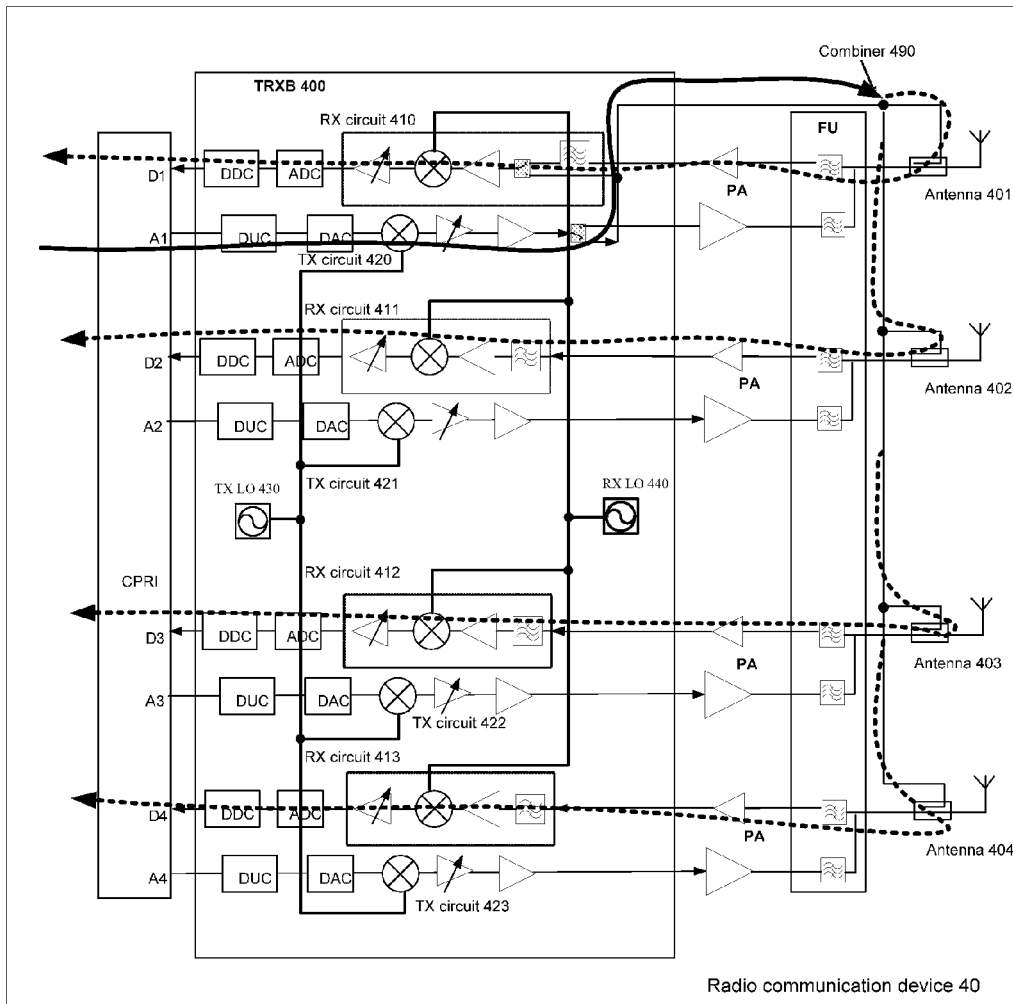 Combiner 490
TRXB 400
RX circuit 410
FU
D1
DDC
ADC
PA
Antenna 401
A1
DUC
DAC
TX circuit 420
RX circuit 411
D2
DDC
ADC
PA
Antenna 402
A2
DUC
DAC
TX circuit 421
TX LO 430
RX LO 440
RX circuit 412
CPRI
D3
DDC
ADC
PA
Antenna 403
A3
DUC
DAC
TX circuit 422
RX circuit 413
D4
DDC
ADC
PA
Antenna 404
A4
DUC
DAC
TX circuit 423
Radio communication device 40